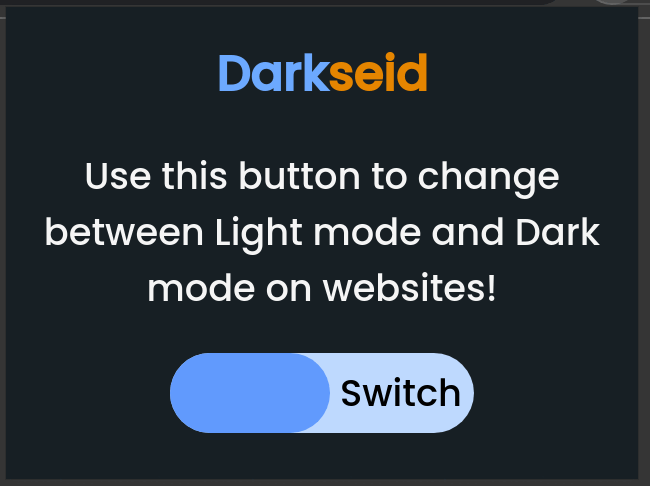 Darkseid
Use this button to change
between Light mode and Dark
mode on websites!
Switch